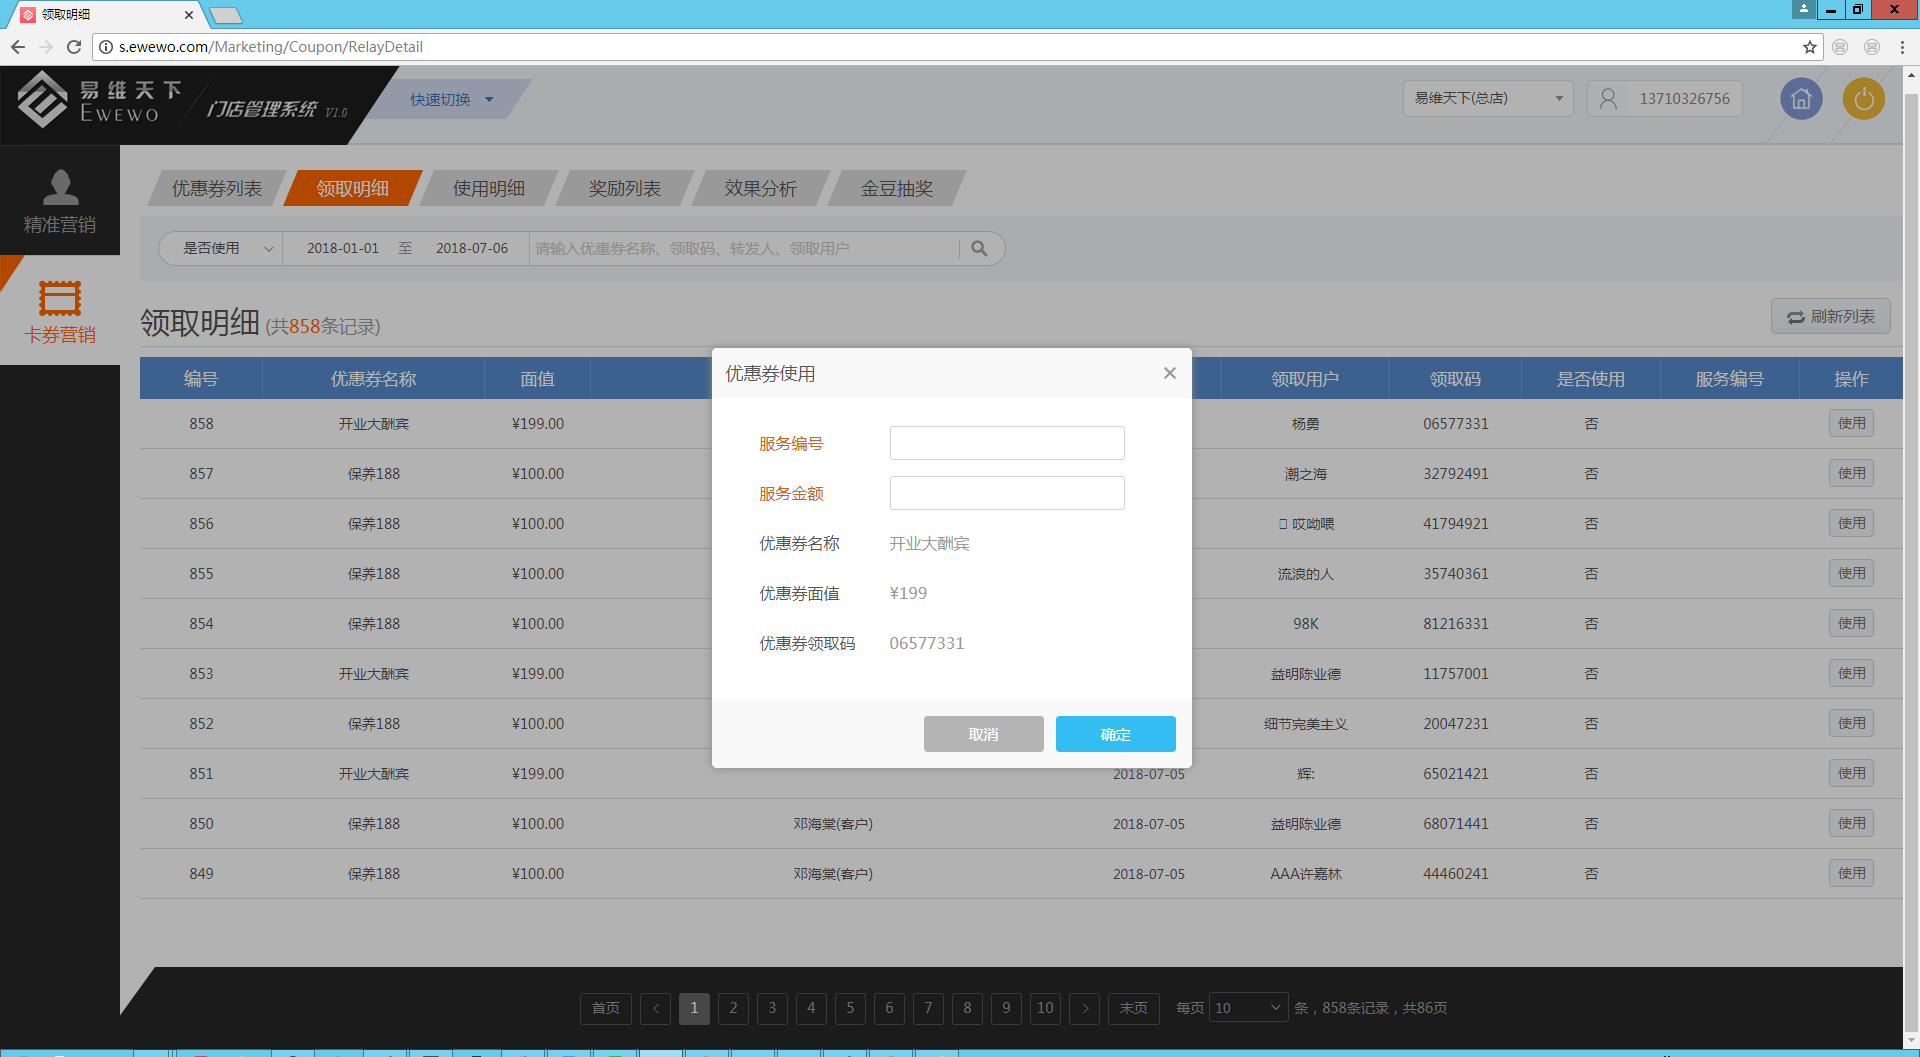 领取明细
s.ewewo.com/Marketing/Coupon/RelayDetail
易维天下
EWEWO
门店管理系统 V1.0
快速切换
易维天下(总店)
13710326756
精准营销
卡券营销
优惠券列表 领取明细 使用明细 奖励列表 效果分析 金豆抽奖
是否使用 2018-01-01 至 2018-07-06 请输入优惠券名称、领取码、转发人、领取用户
领取明细 (共858条记录)
刷新列表
编号 优惠券名称 面值 领取用户 领取码 是否使用 服务编号 操作
858 开业大酬宾 ¥199.00 杨勇 06577331 否 使用
857 保养188 ¥100.00 潮之海 32792491 否 使用
856 保养188 ¥100.00 哎呦喂 41794921 否 使用
855 保养188 ¥100.00 流浪的人 35740361 否 使用
854 保养188 ¥100.00 98K 81216331 否 使用
853 开业大酬宾 ¥199.00 益明陈业德 11757001 否 使用
852 保养188 ¥100.00 细节完美主义 20047231 否 使用
851 开业大酬宾 ¥199.00 2018-07-05 辉: 65021421 否 使用
850 保养188 ¥100.00 邓海棠(客户) 2018-07-05 益明陈业德 68071441 否 使用
849 保养188 ¥100.00 邓海棠(客户) 2018-07-05 AAA许嘉林 44460241 否 使用
优惠券使用
服务编号
服务金额
优惠券名称 开业大酬宾
优惠券面值 ¥199
优惠券领取码 06577331
取消 确定
首页 < 1 2 3 4 5 6 7 8 9 10 > 末页 每页 10 条，858条记录，共86页